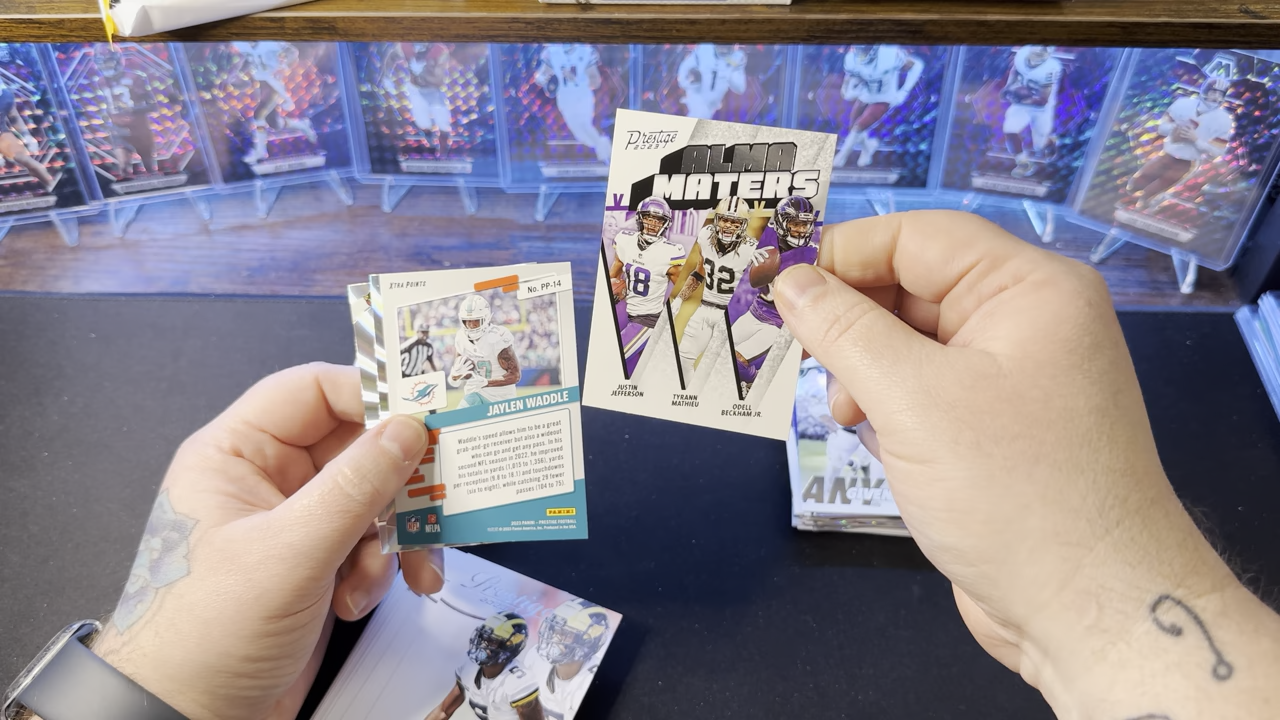 Prestige
2023
ALMA
MATERS
18
32
JUSTIN
JEFFERSON
TYRANN
MATHIEU
ODELL
BECKHAM JR.
XTRA POINTS
No. PP-14
JAYLEN WADDLE
Waddle's speed allows him to be a great
grab-and-go receiver but also a wideout
who can go and get any pass. In his
second NFL season in 2022, he improved
his totals in yards (1,015 to 1,356), yards
per reception (9.8 to 18.1) and touchdowns
(six to eight), while catching 29 fewer
passes (104 to 75).
PANINI
2023 PANINI – PRESTIGE FOOTBALL
NFL
NFLPA
Prestige
5